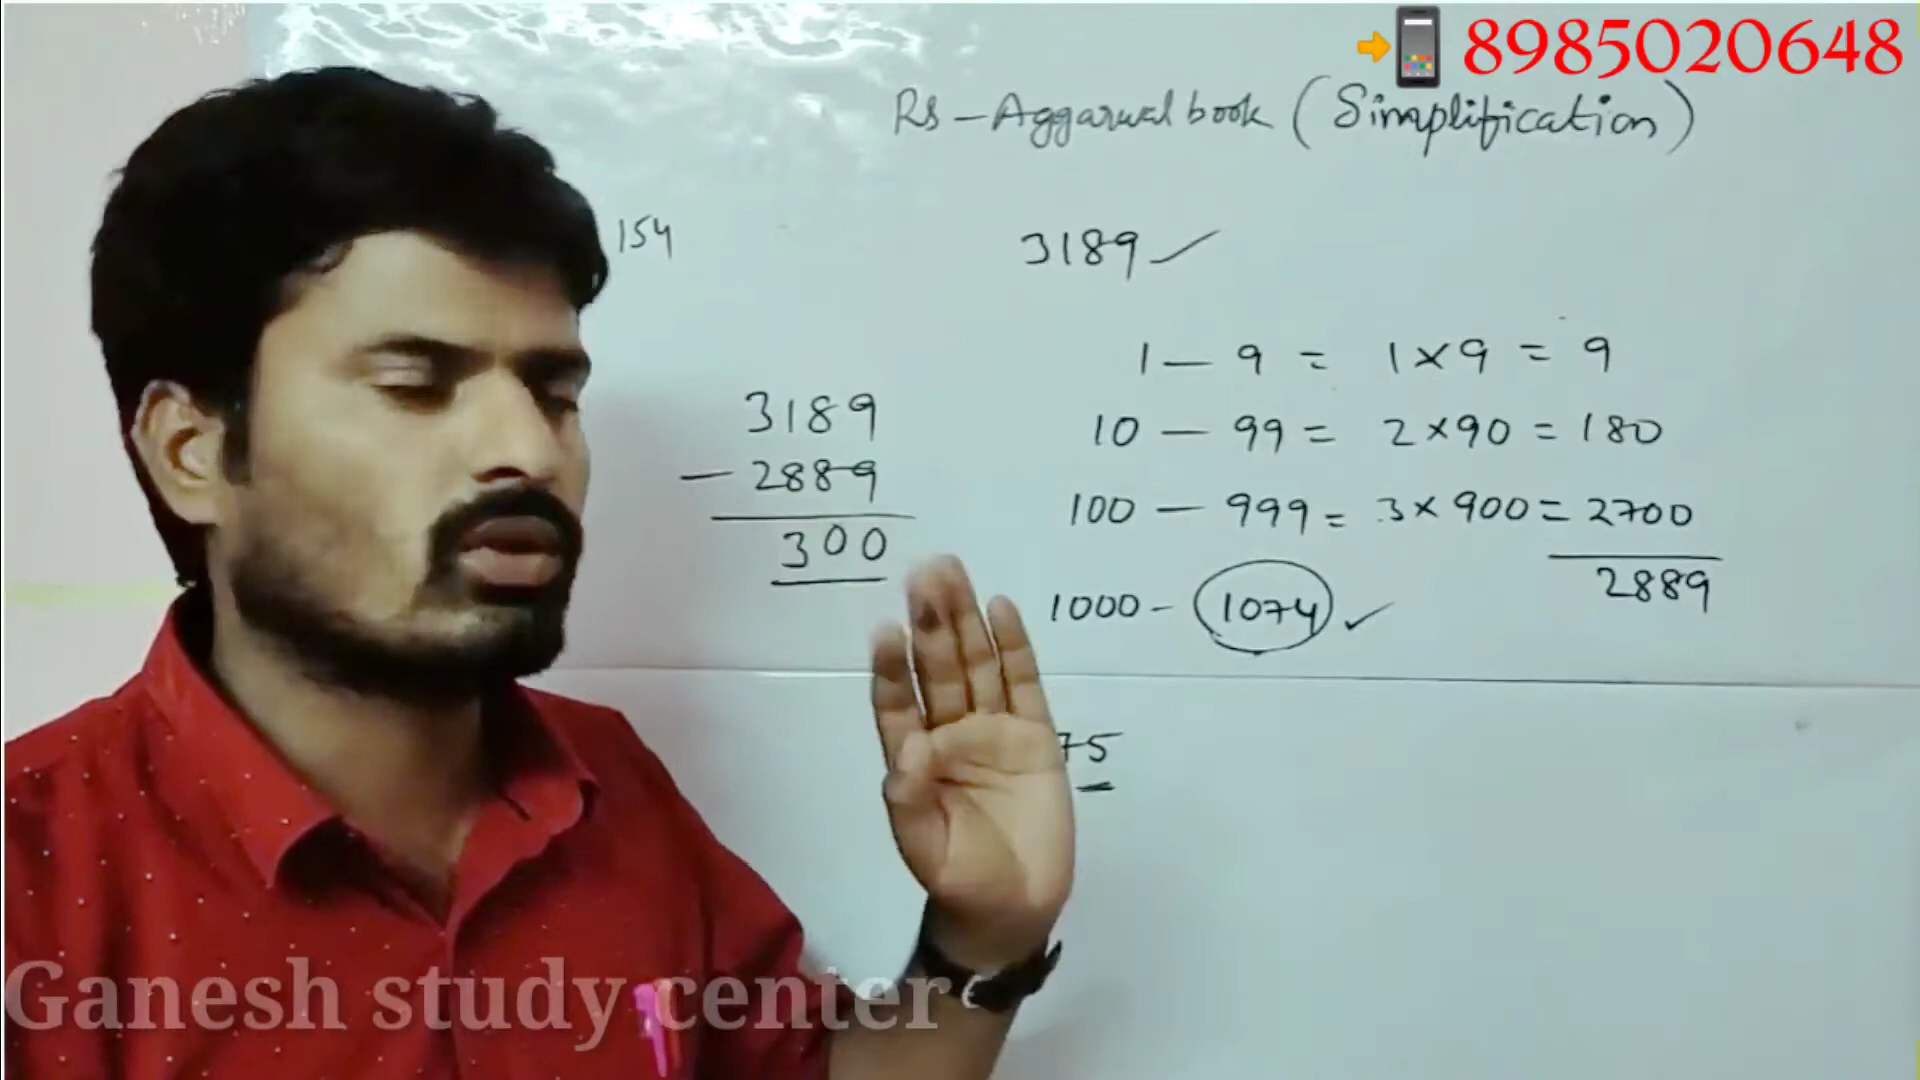 8985020648
Rs - Aggarwal book (Simplification)
154
3189
1 - 9 = 1 × 9 = 9
10 - 99 = 2 × 90 = 180
100 - 999 = 3 × 900 = 2700
2889
1000 - 1074
3189
- 2889
300
75
Ganesh study center